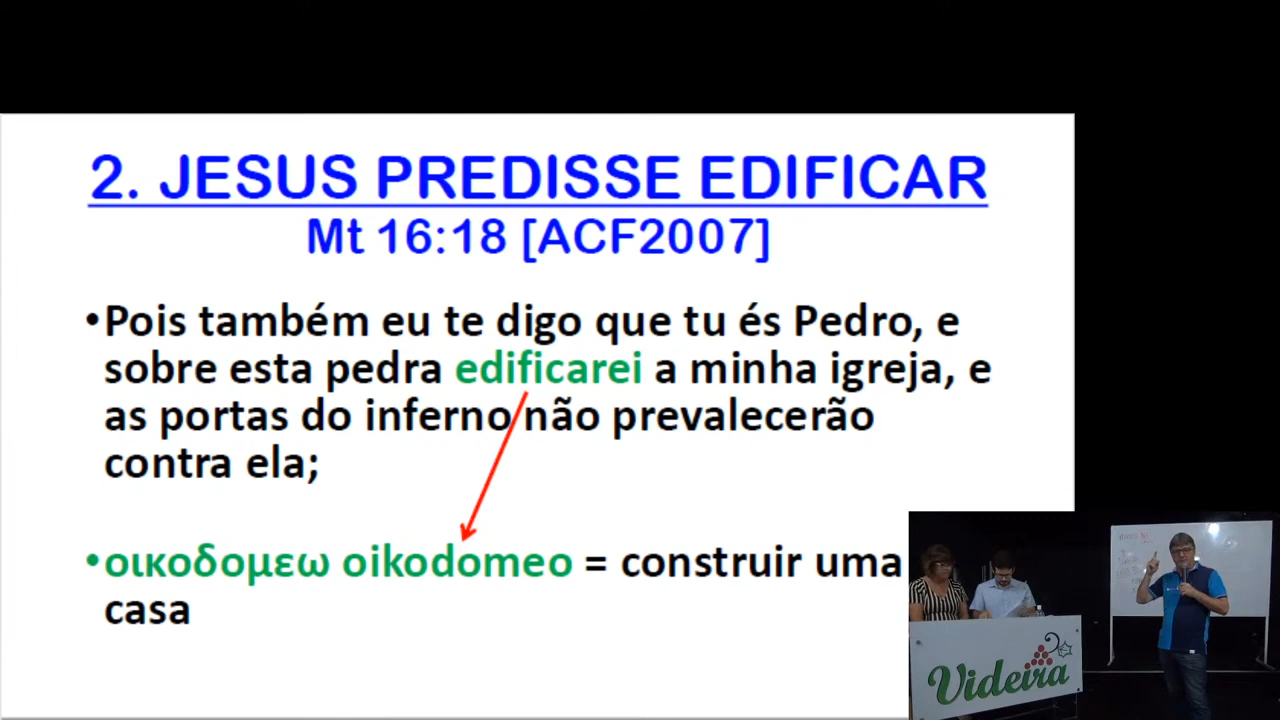 2. JESUS PREDISSE EDIFICAR
Mt 16:18 [ACF2007]
•Pois também eu te digo que tu és Pedro, e
sobre esta pedra edificarei a minha igreja, e
as portas do inferno não prevalecerão
contra ela;
•οικοδομεω oikodomeo = construir uma
casa
Videira